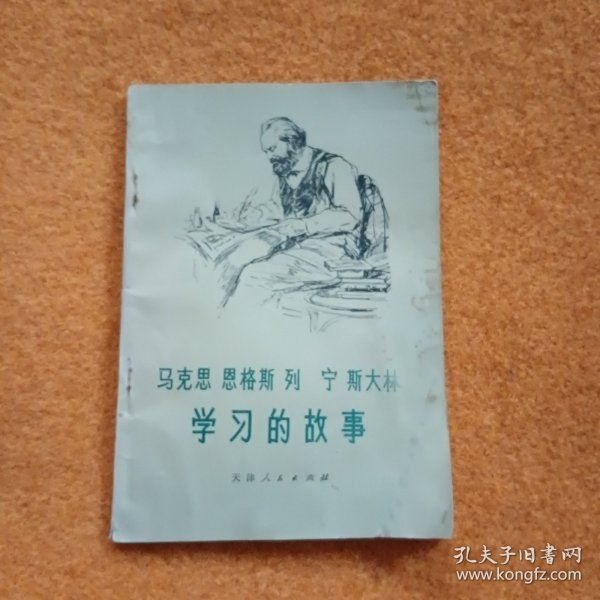 马克思 恩格斯 列 宁 斯大林
学习的故事
天津人民出版社
孔夫子旧书网
www.kongfz.com